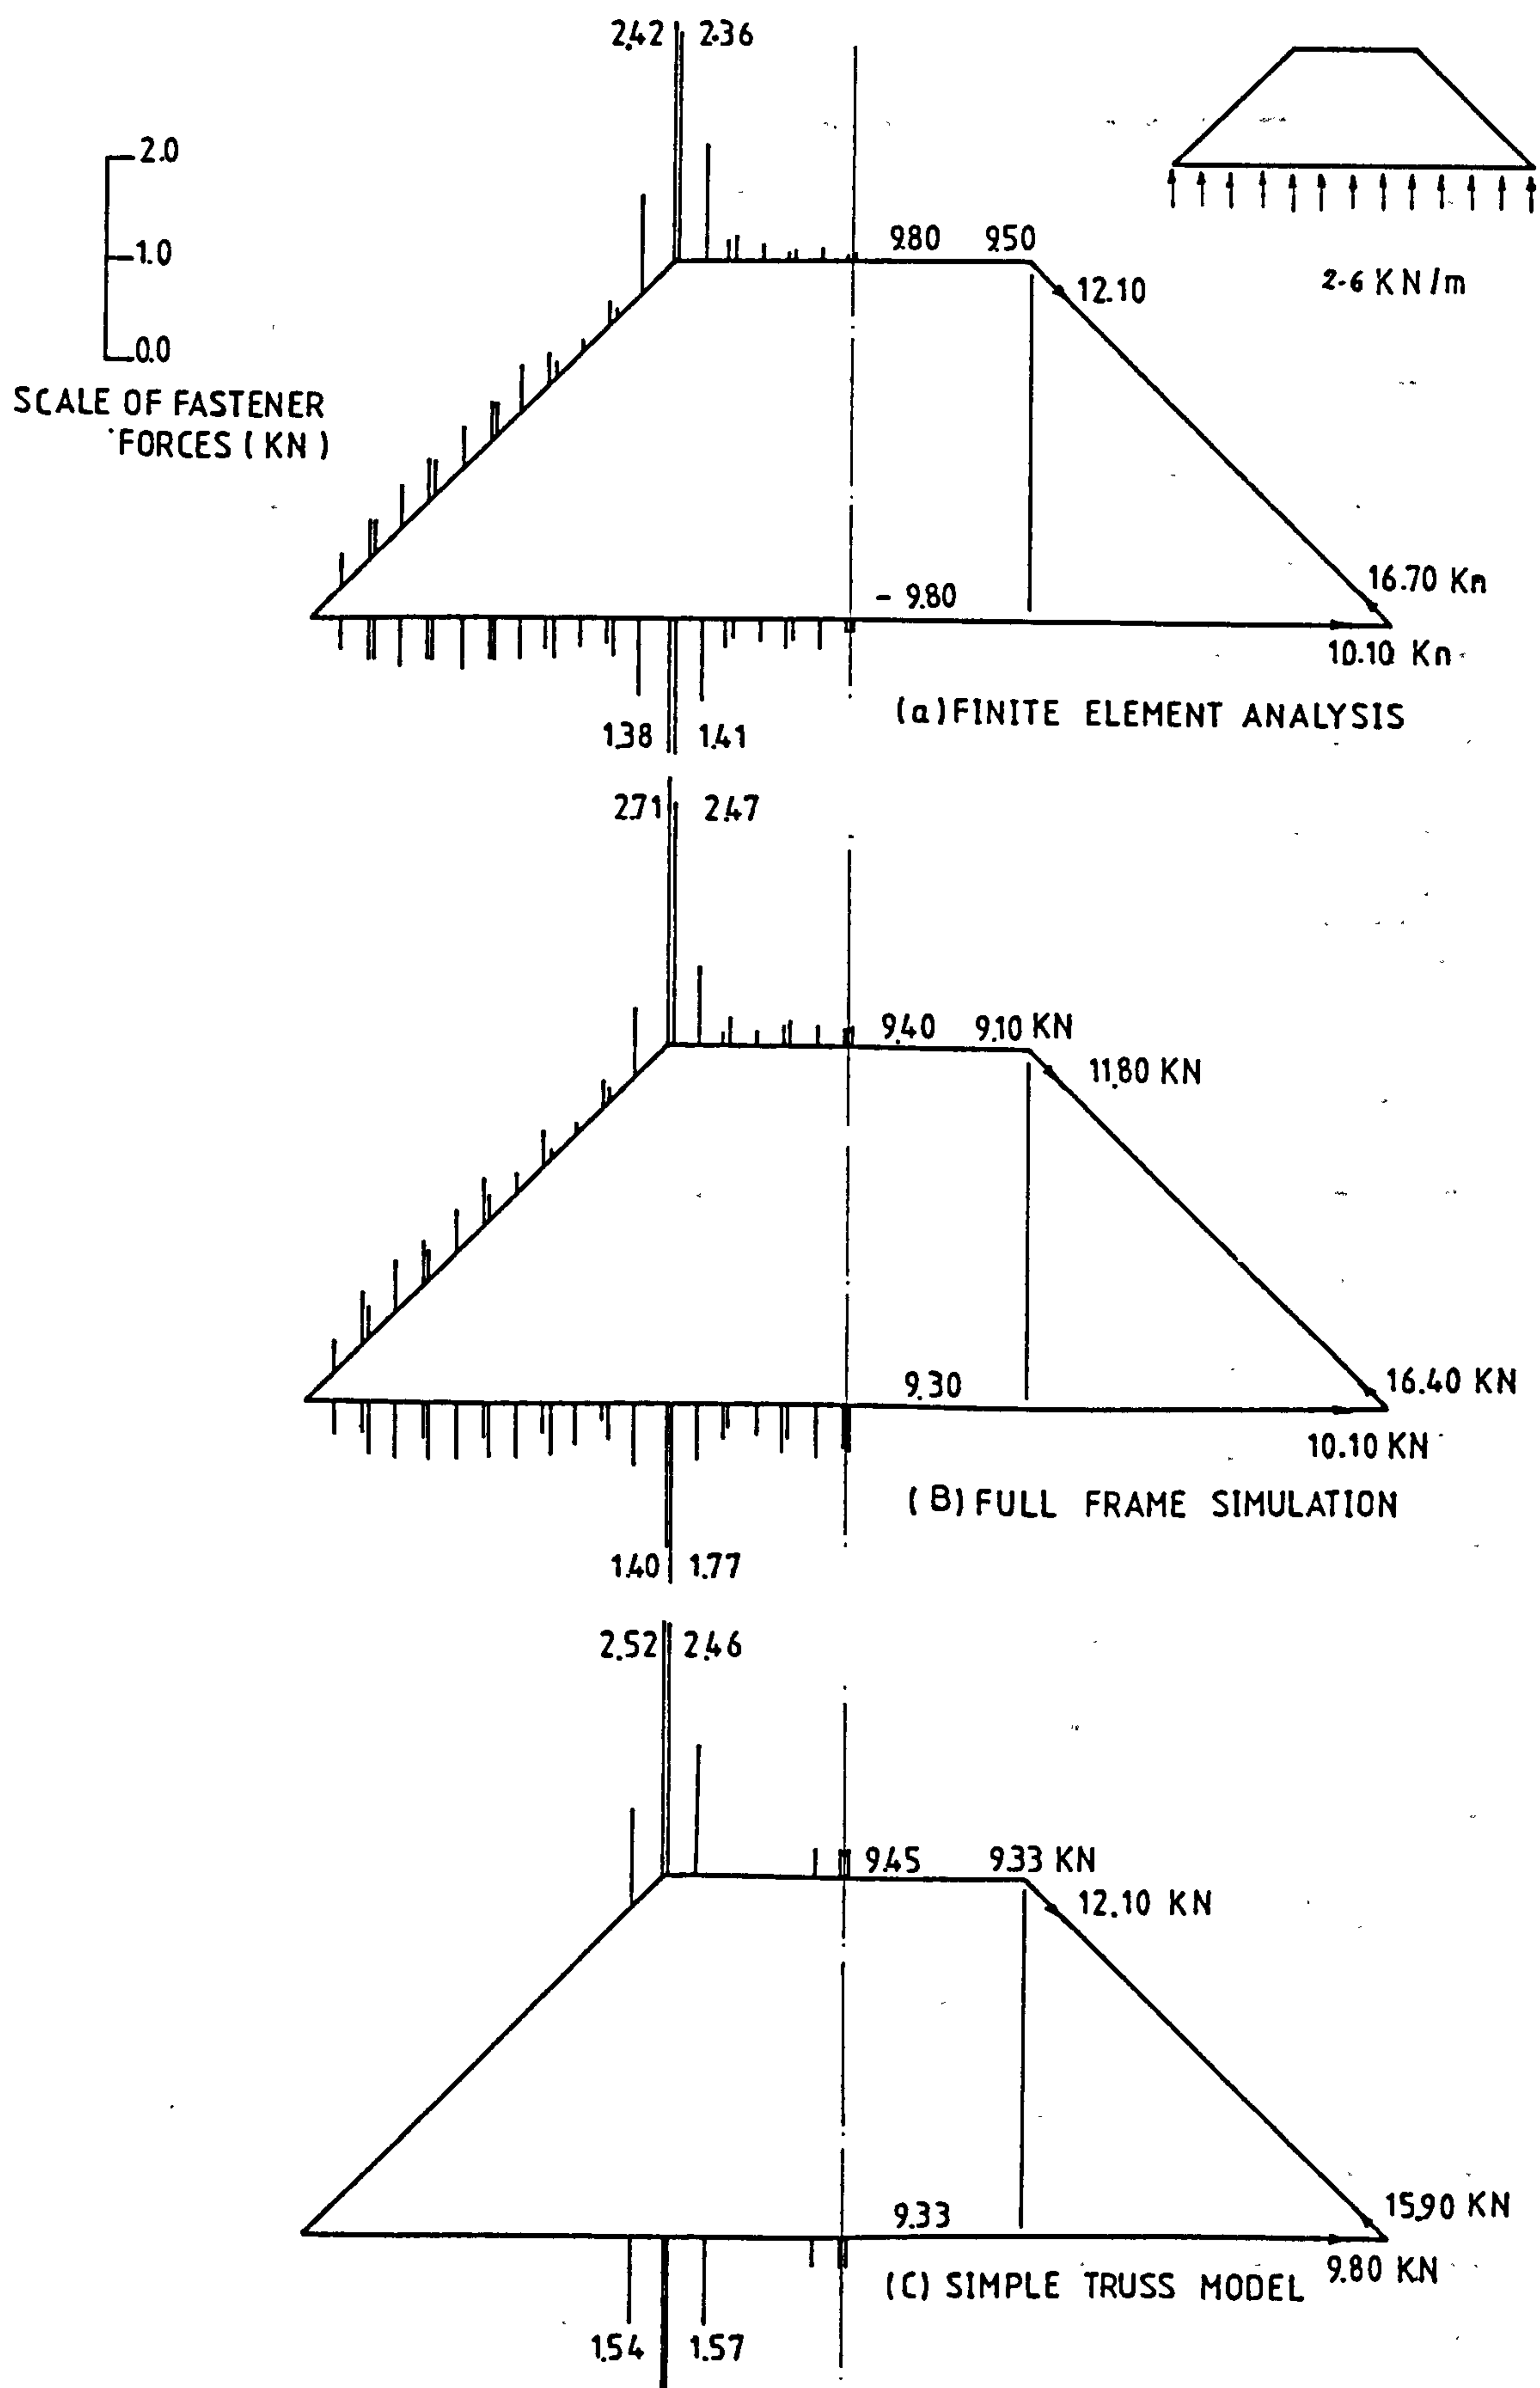 2.42 2.36
2.0
1.0
0.0
SCALE OF FASTENER
FORCES (KN)
2.6 KN/m
9.80 9.50
12.10
- 9.80
16.70 Kn
10.10 Kn
1.38 1.41
(a) FINITE ELEMENT ANALYSIS
2.71 2.47
9.40 9.10 KN
11.80 KN
9.30
16.40 KN
10.10 KN
(B) FULL FRAME SIMULATION
1.40 1.77
2.52 2.46
9.45 9.33 KN
12.10 KN
9.33
15.90 KN
9.80 KN
(C) SIMPLE TRUSS MODEL
1.54 1.57